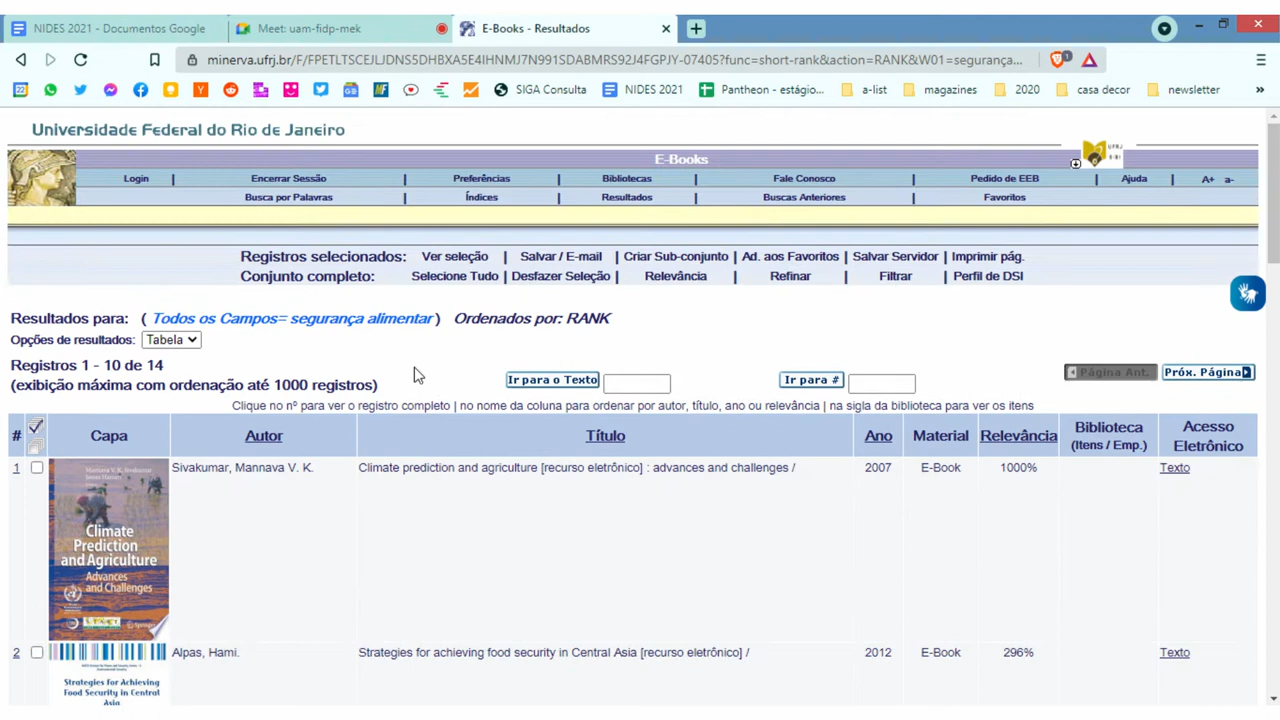 NIDES 2021 - Documentos Google
Meet: uam-fidp-mek
E-Books - Resultados
minerva.ufrj.br/F/FPETLTSCEJLJDNS5DHBXA5E4IHNMJ7N991SDABMRS92J4FGPJY-07405?func=short-rank&action=RANK&W01=segurança...
SIGA Consulta
NIDES 2021
Pantheon - estágio...
a-list
magazines
2020
casa decor
newsletter
»
Universidade Federal do Rio de Janeiro
E-Books
Login | Encerrar Sessão | Preferências | Bibliotecas | Fale Conosco | Pedido de EEB | Ajuda | A+ a-
Busca por Palavras | Índices | Resultados | Buscas Anteriores | Favoritos
Registros selecionados: Ver seleção | Salvar / E-mail | Criar Sub-conjunto | Ad. aos Favoritos | Salvar Servidor | Imprimir pág.
Conjunto completo: Selecione Tudo | Desfazer Seleção | Relevância | Refinar | Filtrar | Perfil de DSI
Resultados para: ( Todos os Campos= segurança alimentar ) Ordenados por: RANK
Opções de resultados: Tabela
Registros 1 - 10 de 14
(exibição máxima com ordenação até 1000 registros)
Ir para o Texto
Ir para #
Página Ant.
Próx. Página
Clique no nº para ver o registro completo | no nome da coluna para ordenar por autor, título, ano ou relevância | na sigla da biblioteca para ver os itens
# Capa Autor Título Ano Material Relevância Biblioteca (Itens / Emp.) Acesso Eletrônico
1 Sivakumar, Mannava V. K. Climate prediction and agriculture [recurso eletrônico] : advances and challenges / 2007 E-Book 1000% Texto
Mannava V. K. Sivakumar
James Hansen
Climate
Prediction
and Agriculture
Advances
and Challenges
Springer
2 Alpas, Hami. Strategies for achieving food security in Central Asia [recurso eletrônico] / 2012 E-Book 296% Texto
Strategies for Achieving
Food Security in Central
Asia